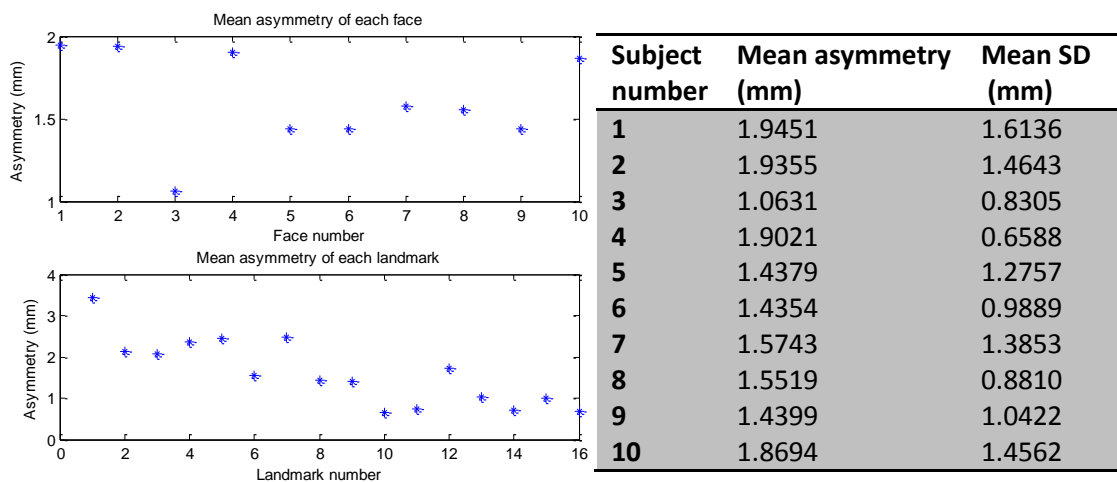 Mean asymmetry of each face
2
1.5
1
Asymmetry (mm)
1 2 3 4 5 6 7 8 9 10
Face number
Mean asymmetry of each landmark
4
3
2
1
0
Asymmetry (mm)
0 2 4 6 8 10 12 14 16
Landmark number
Subject Mean asymmetry Mean SD
number (mm) (mm)
1 1.9451 1.6136
2 1.9355 1.4643
3 1.0631 0.8305
4 1.9021 0.6588
5 1.4379 1.2757
6 1.4354 0.9889
7 1.5743 1.3853
8 1.5519 0.8810
9 1.4399 1.0422
10 1.8694 1.4562